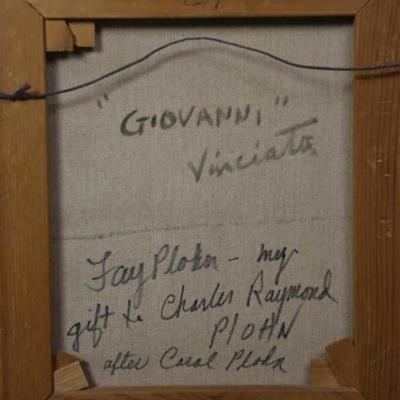 "GIOVANNI"
Vinciata
Fay Plohn - my
gift to Charles Raymond
PlOHN
after Carol Plohn